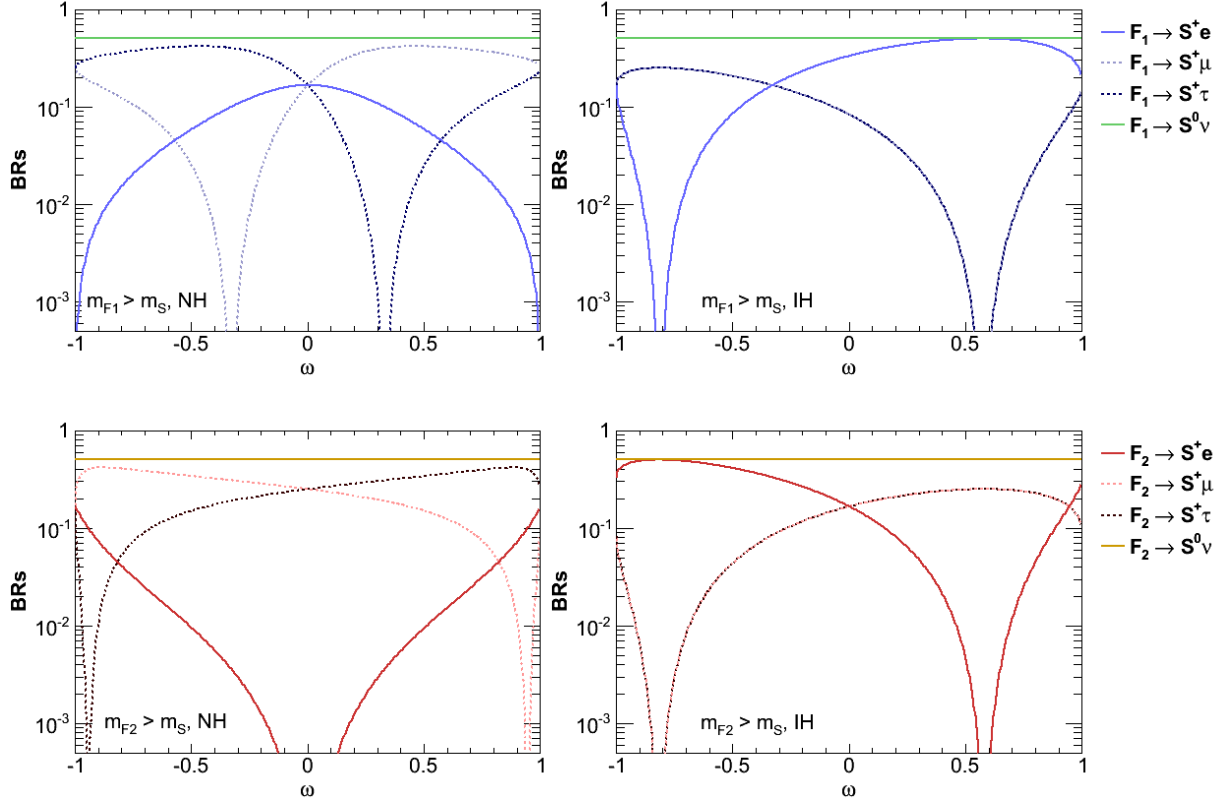 1
10⁻¹
10⁻²
10⁻³
BRs
m_F1 > m_S, NH
-1 -0.5 0 0.5 1
ω
1
10⁻¹
10⁻²
10⁻³
BRs
m_F1 > m_S, IH
-1 -0.5 0 0.5 1
ω
F₁ → S⁺e
F₁ → S⁺μ
F₁ → S⁺τ
F₁ → S⁰ν
1
10⁻¹
10⁻²
10⁻³
BRs
m_F2 > m_S, NH
-1 -0.5 0 0.5 1
ω
1
10⁻¹
10⁻²
10⁻³
BRs
m_F2 > m_S, IH
-1 -0.5 0 0.5 1
ω
F₂ → S⁺e
F₂ → S⁺μ
F₂ → S⁺τ
F₂ → S⁰ν